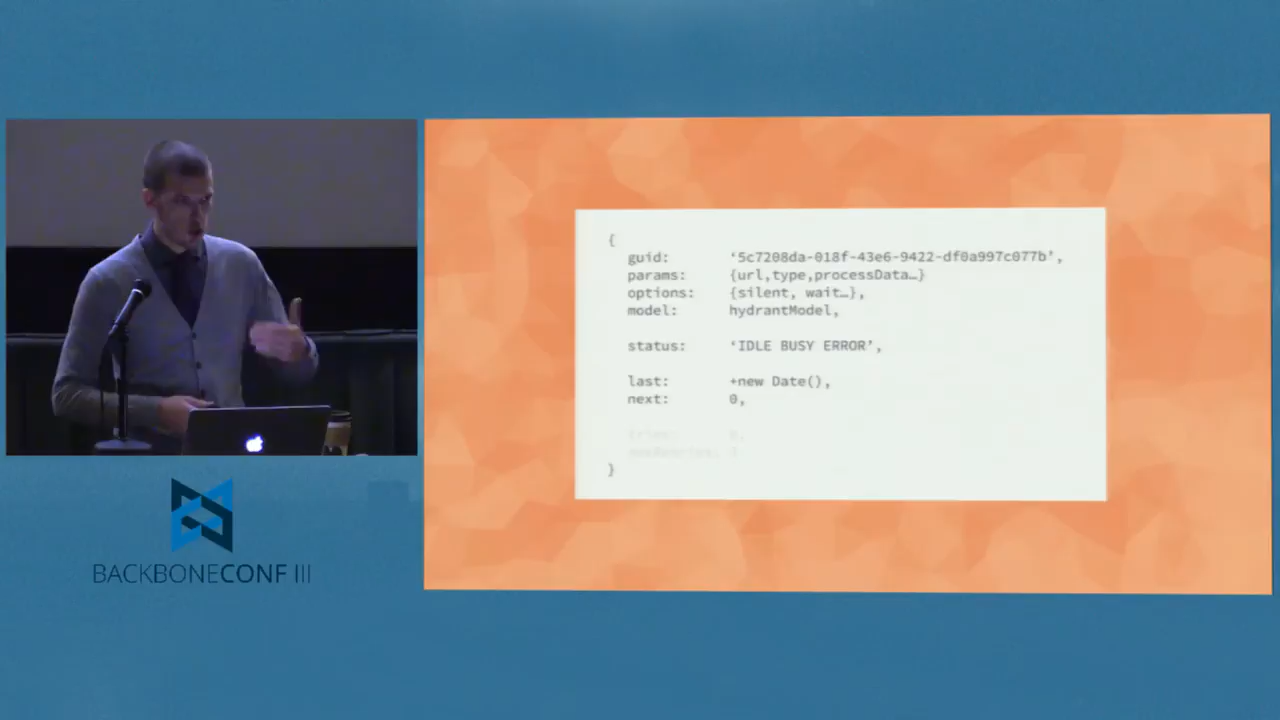 {
guid: ‘5c7208da-018f-43e6-9422-df0a997c077b’,
params: {url,type,processData…}
options: {silent, wait…},
model: hydrantModel,
status: ‘IDLE BUSY ERROR’,
last: +new Date(),
next: 0,
}
BACKBONECONF III